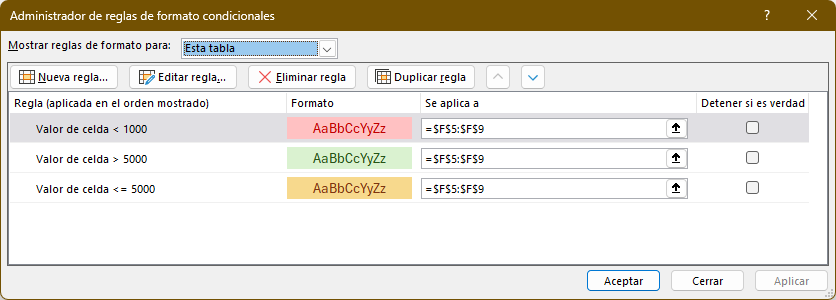 Administrador de reglas de formato condicionales
Mostrar reglas de formato para: Esta tabla
Nueva regla... Editar regla... Eliminar regla Duplicar regla
Regla (aplicada en el orden mostrado) Formato Se aplica a Detener si es verdad
Valor de celda < 1000 AaBbCcYyZz =$F$5:$F$9
Valor de celda > 5000 AaBbCcYyZz =$F$5:$F$9
Valor de celda <= 5000 AaBbCcYyZz =$F$5:$F$9
Aceptar Cerrar Aplicar